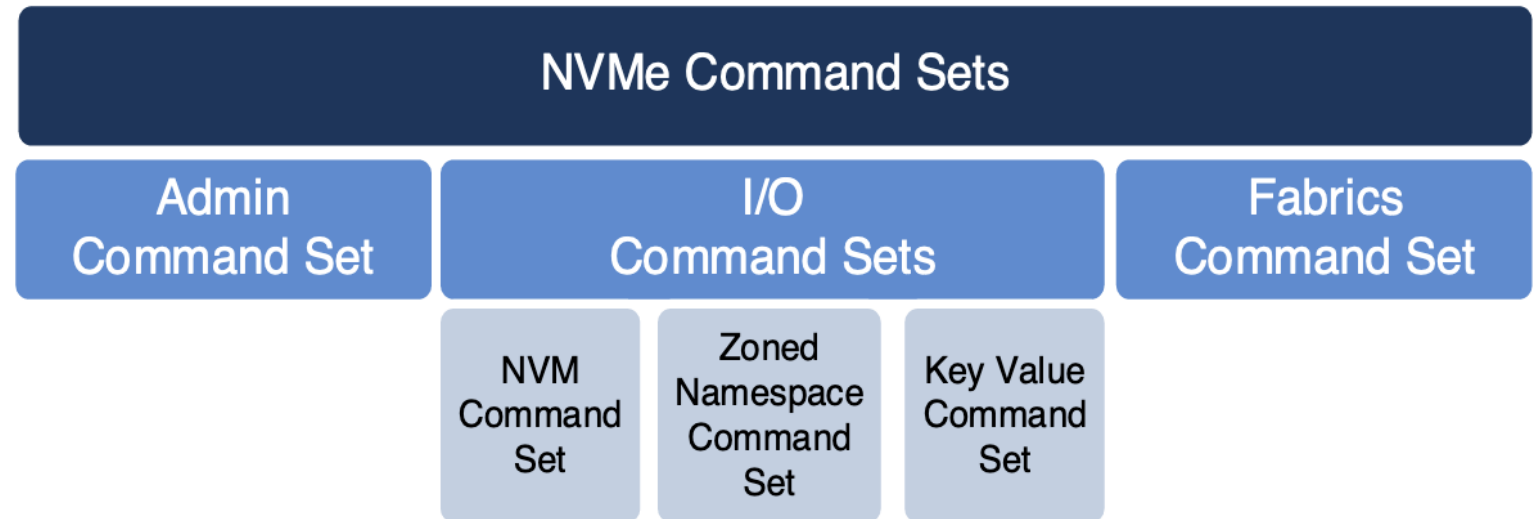 NVMe Command Sets
Admin
Command Set
I/O
Command Sets
Fabrics
Command Set
NVM
Command
Set
Zoned
Namespace
Command
Set
Key Value
Command
Set